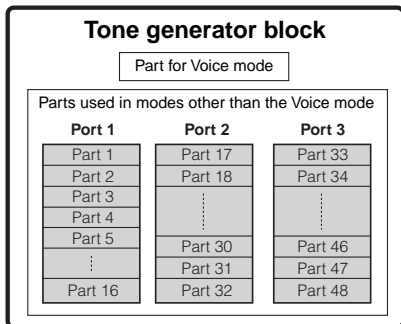 Tone generator block
Part for Voice mode
Parts used in modes other than the Voice mode
Port 1
Part 1
Part 2
Part 3
Part 4
Part 5
Part 16
Port 2
Part 17
Part 18
Part 30
Part 31
Part 32
Port 3
Part 33
Part 34
Part 46
Part 47
Part 48